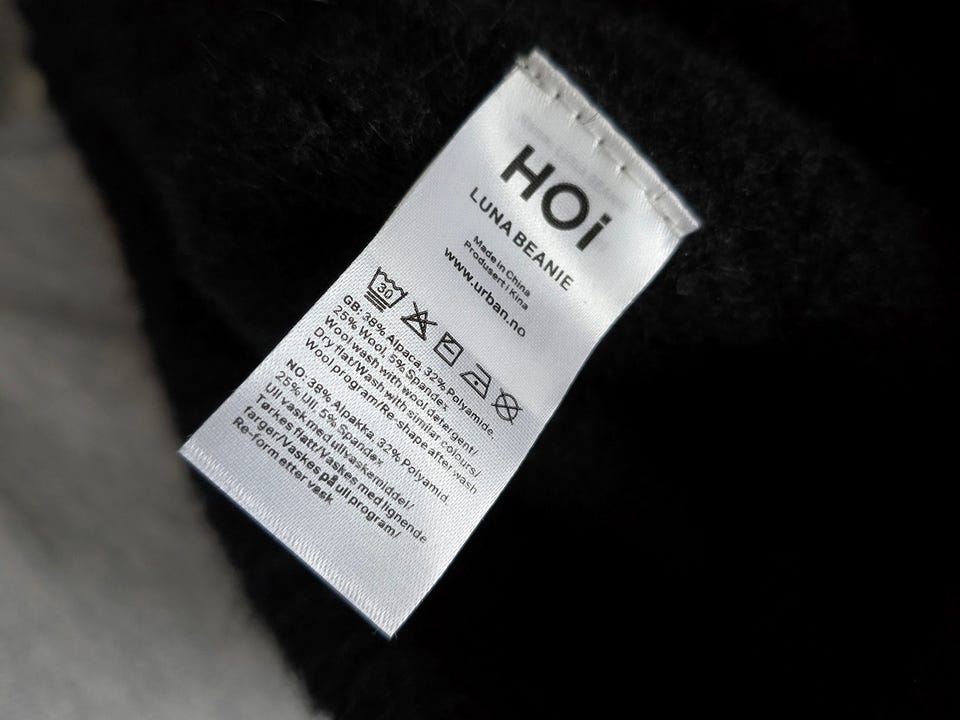 HOi
LUNA BEANIE
Made in China
Produsert i Kina
www.urban.no
30
GB: 38% Alpaca, 32% Polyamide.
25% Wool, 5% Spandex
Wool wash with wool detergent/
Dry flat/Wash with similar colours/
Wool program/Re-shape after wash
NO: 38% Alpakka, 32% Polyamid.
25% Ull, 5% Spandex
Ull vask med ullvaskemiddel/
Tørkes flatt/Vaskes med lignende
farger/Vaskes på ull program/
Re-form etter vask